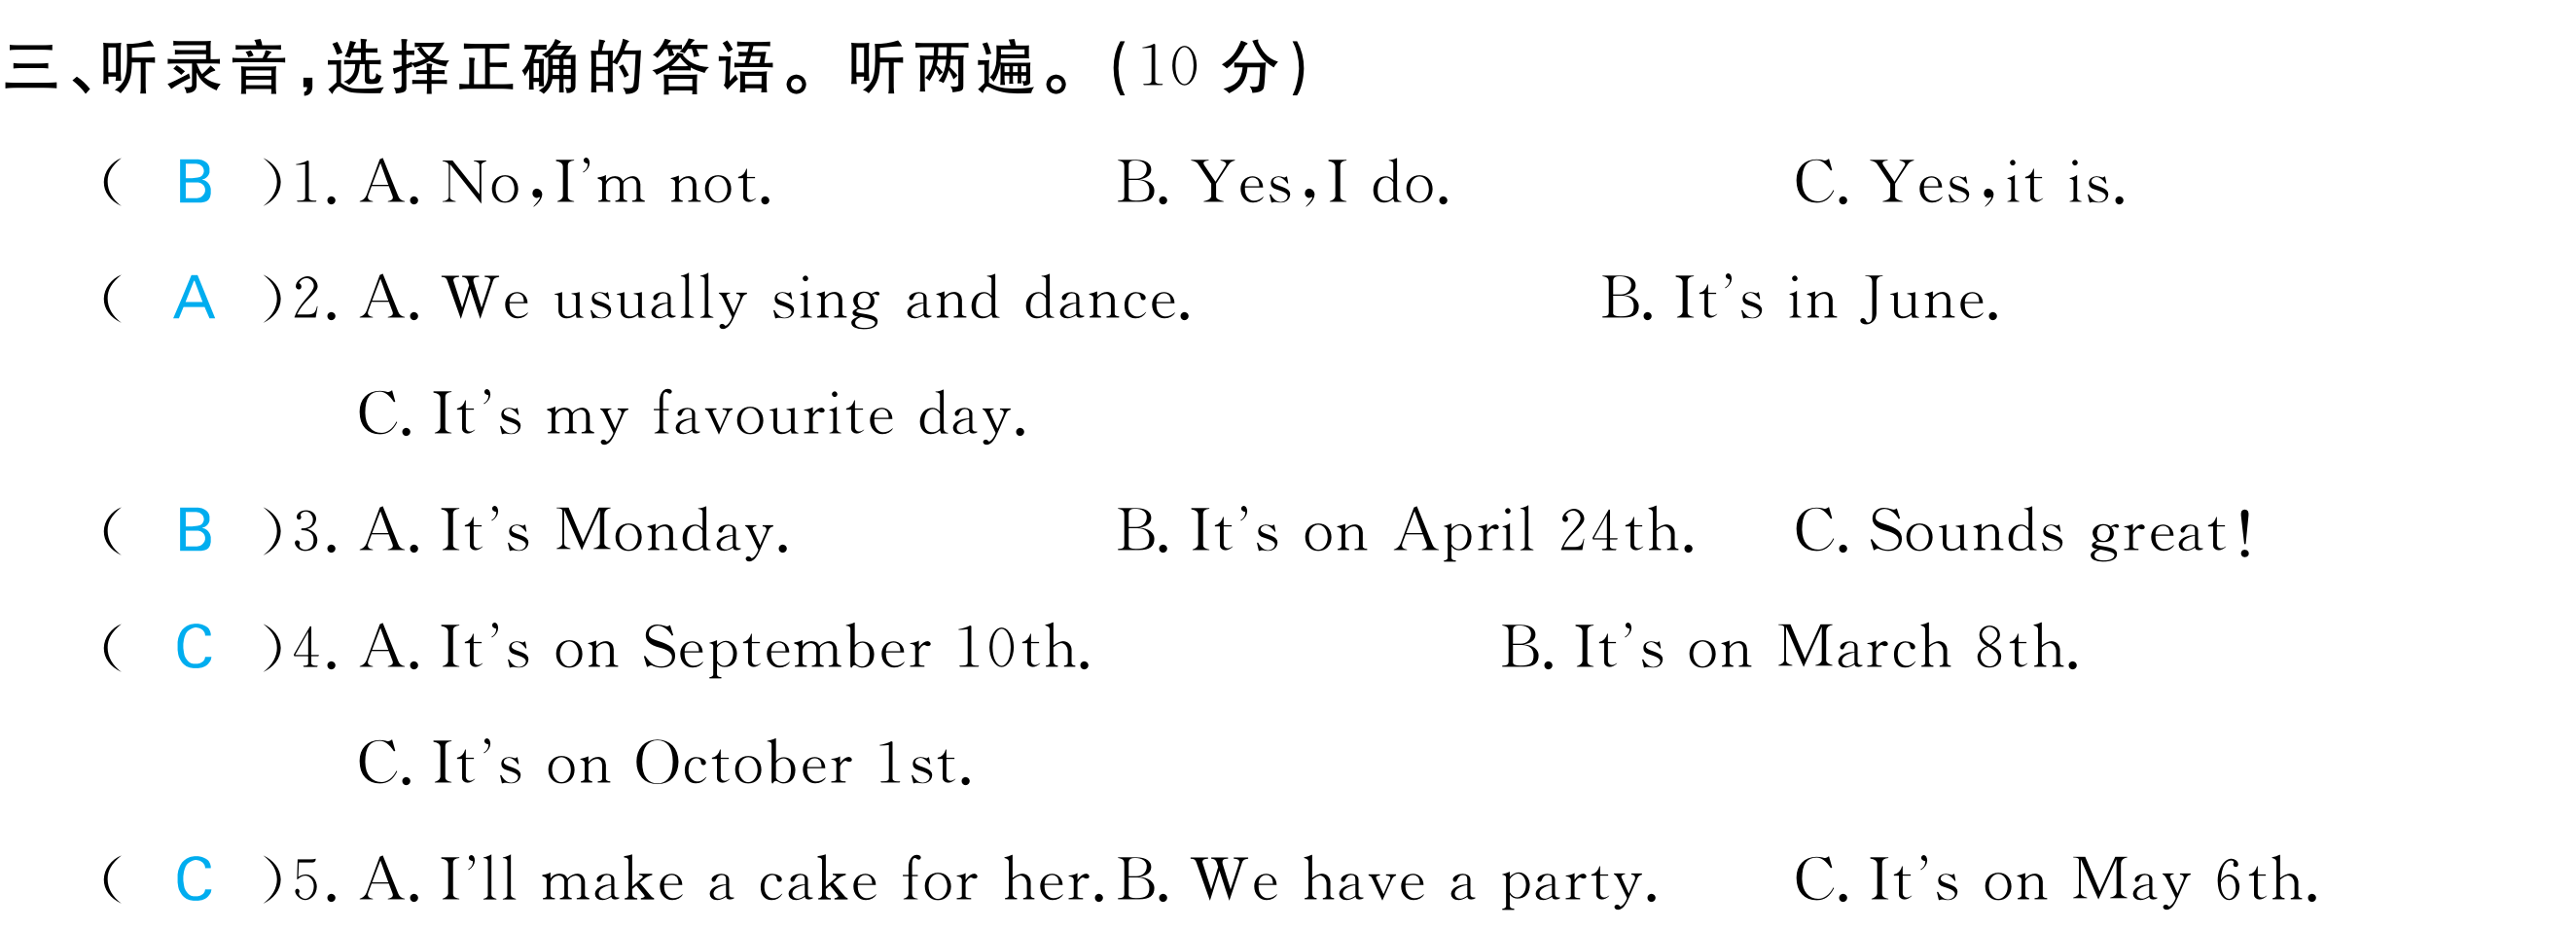 三、听录音,选择正确的答语。听两遍。(10 分)
( B )1. A. No,I’m not. B. Yes,I do. C. Yes,it is.
( A )2. A. We usually sing and dance. B. It’s in June.
C. It’s my favourite day.
( B )3. A. It’s Monday. B. It’s on April 24th. C. Sounds great!
( C )4. A. It’s on September 10th. B. It’s on March 8th.
C. It’s on October 1st.
( C )5. A. I’ll make a cake for her. B. We have a party. C. It’s on May 6th.